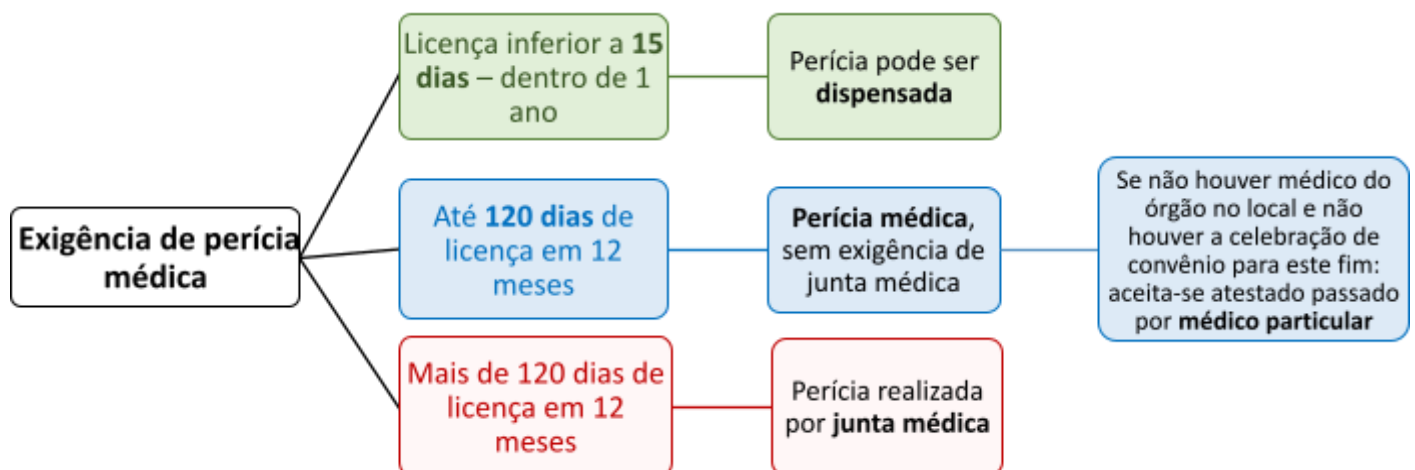 Licença inferior a 15
dias – dentro de 1
ano
Perícia pode ser
dispensada
Exigência de perícia
médica
Até 120 dias de
licença em 12
meses
Perícia médica,
sem exigência de
junta médica
Se não houver médico do
órgão no local e não
houver a celebração de
convênio para este fim:
aceita-se atestado passado
por médico particular
Mais de 120 dias de
licença em 12
meses
Perícia realizada
por junta médica